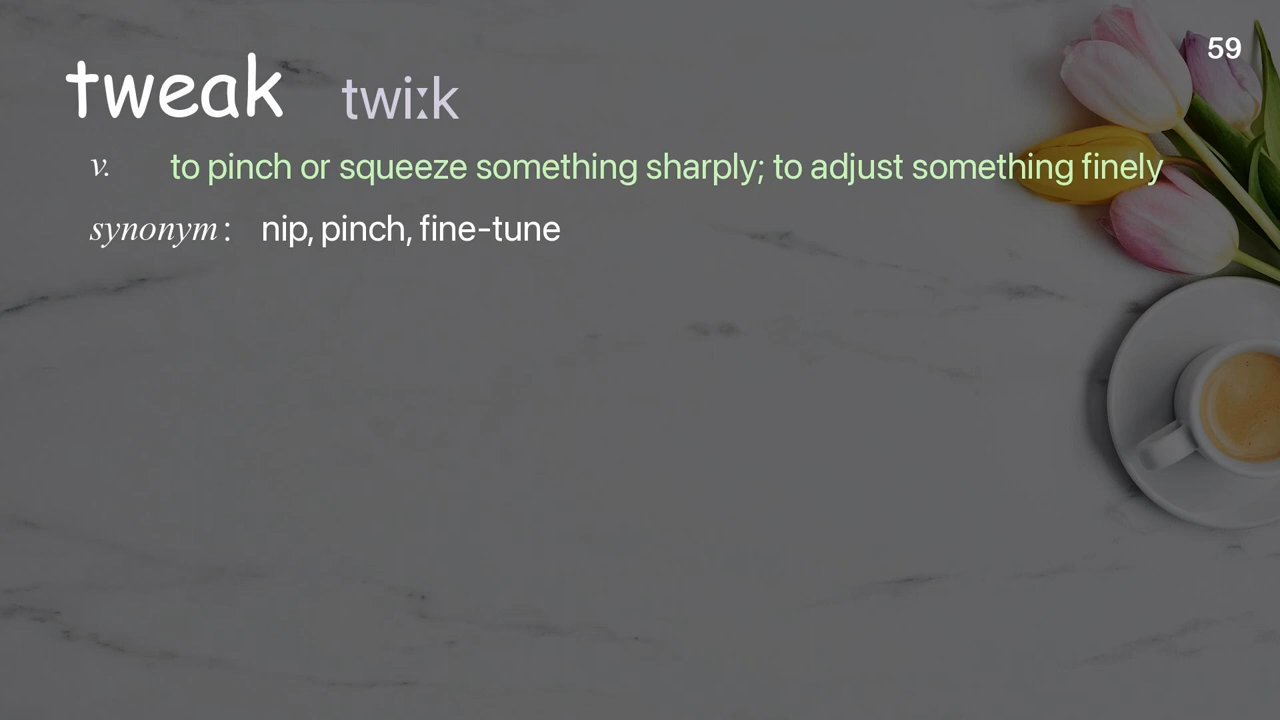 59
tweak twiːk
v. to pinch or squeeze something sharply; to adjust something finely
synonym : nip, pinch, fine-tune